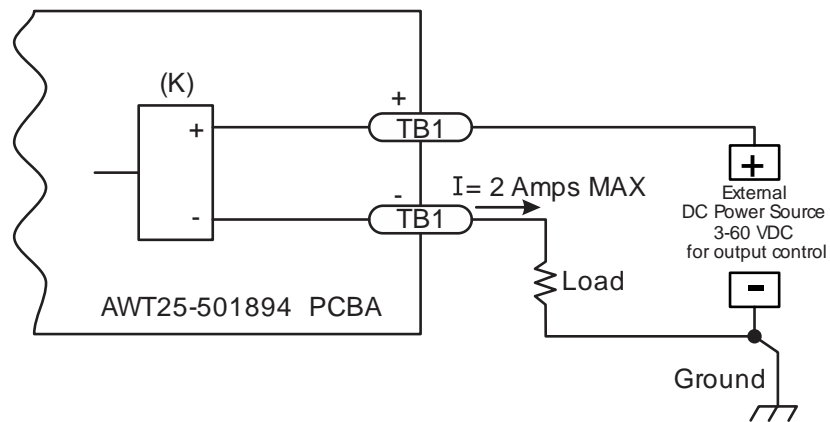 (K)
+
-
+
TB1
-
TB1
I= 2 Amps MAX
+
External
DC Power Source
3-60 VDC
for output control
-
Load
AWT25-501894 PCBA
Ground